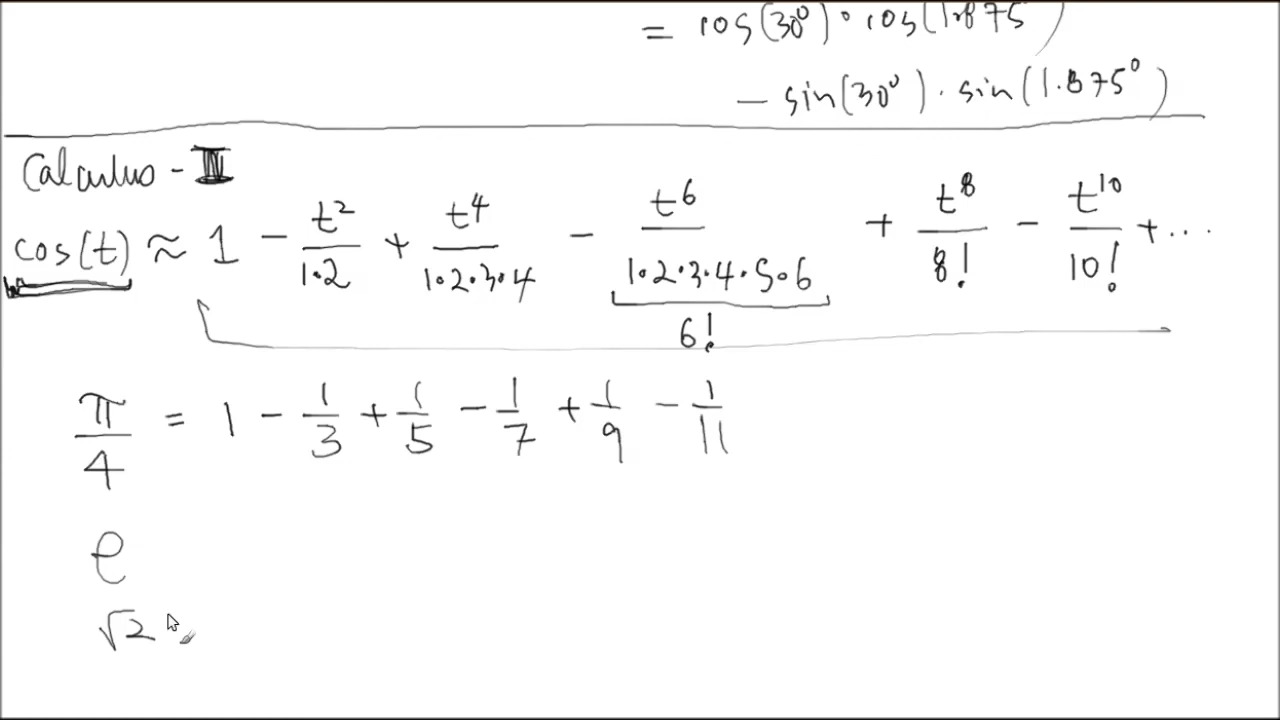 = cos(30°) · cos(1.875°)
− sin(30°) · sin(1.875°)
Calculus - II
cos(t) ≈ 1 − t²/(1·2) + t⁴/(1·2·3·4) − t⁶/(1·2·3·4·5·6) + t⁸/8! − t¹⁰/10! + ...
6!
π/4 = 1 − 1/3 + 1/5 − 1/7 + 1/9 − 1/11
e
√2